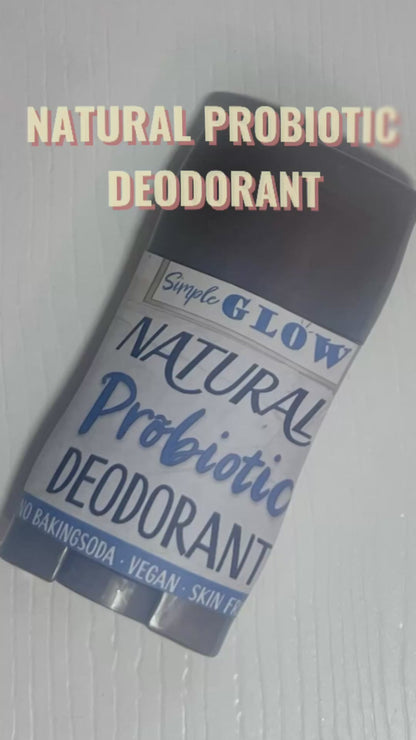 NATURAL PROBIOTIC
DEODORANT
Simple GLOW
NATURAL
Probiotic
DEODORANT
NO BAKINGSODA · VEGAN · SKIN